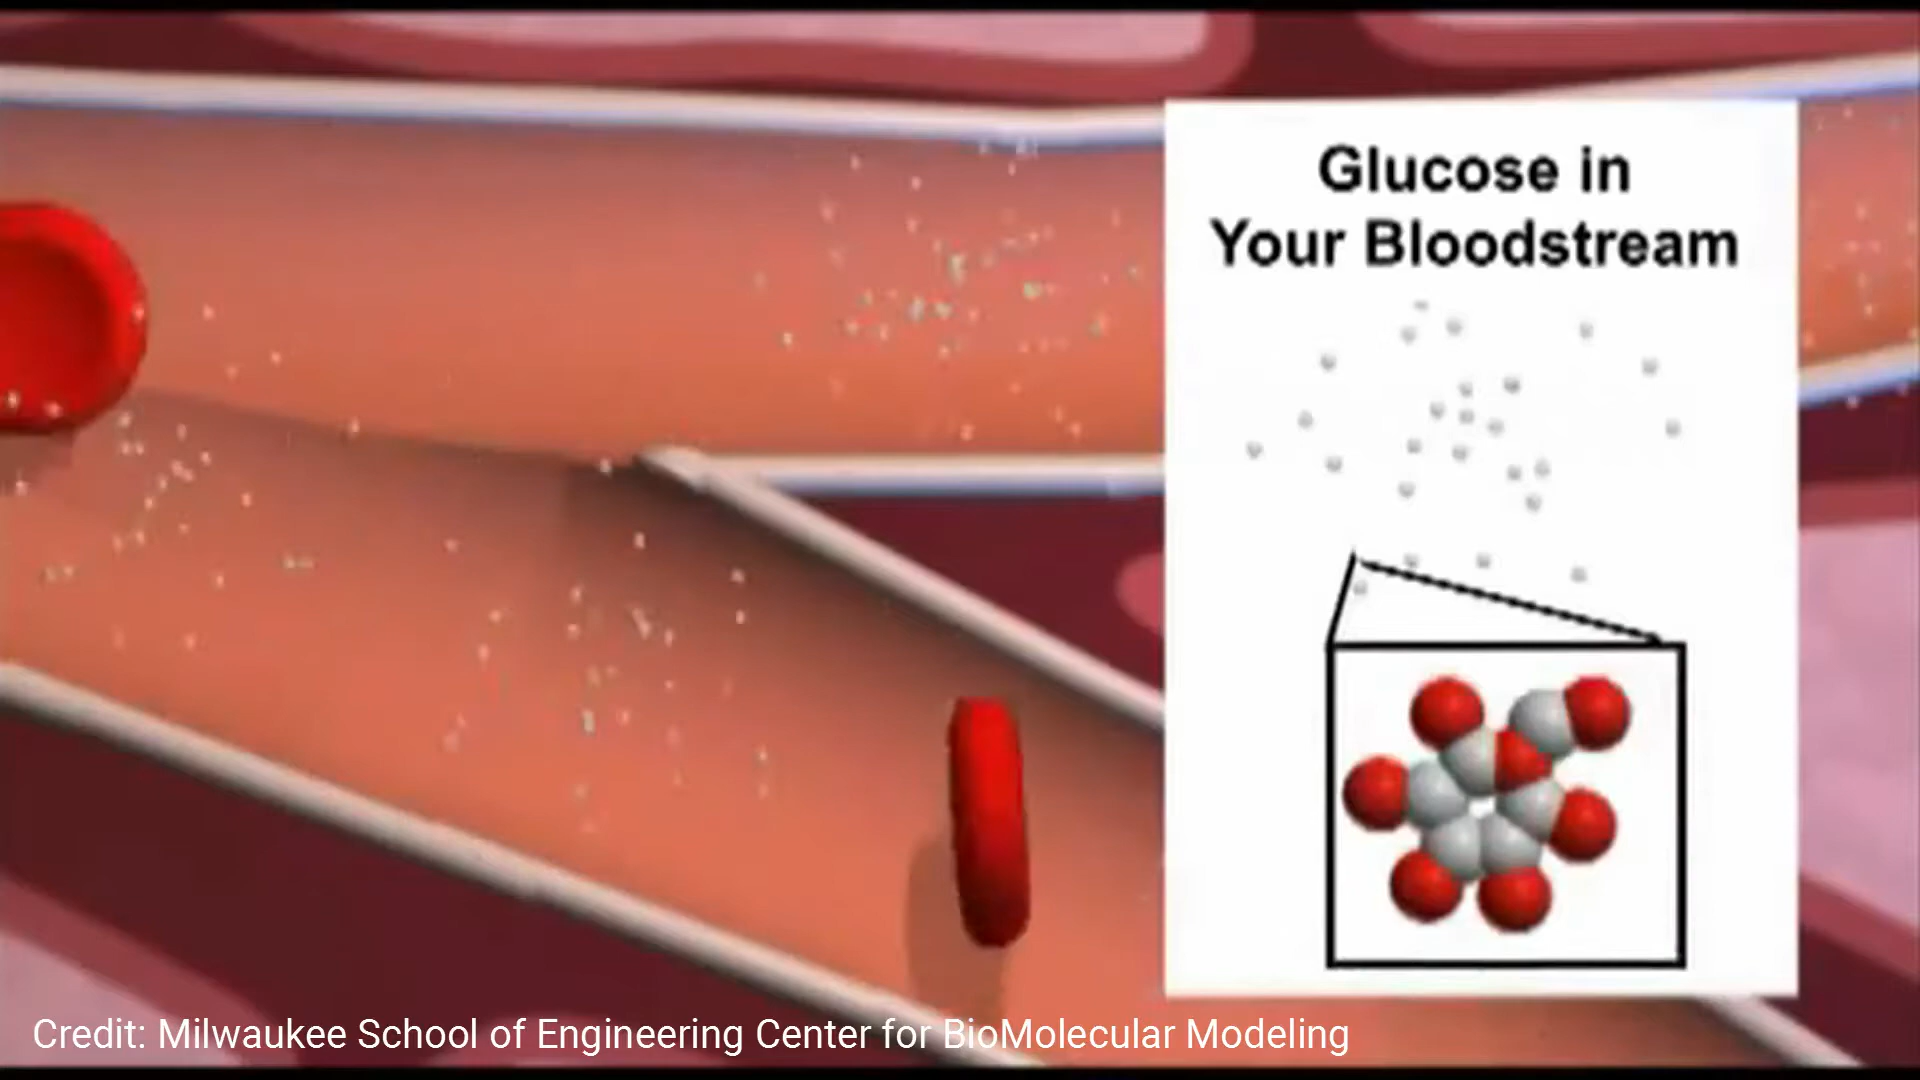 Glucose in
Your Bloodstream
Credit: Milwaukee School of Engineering Center for BioMolecular Modeling